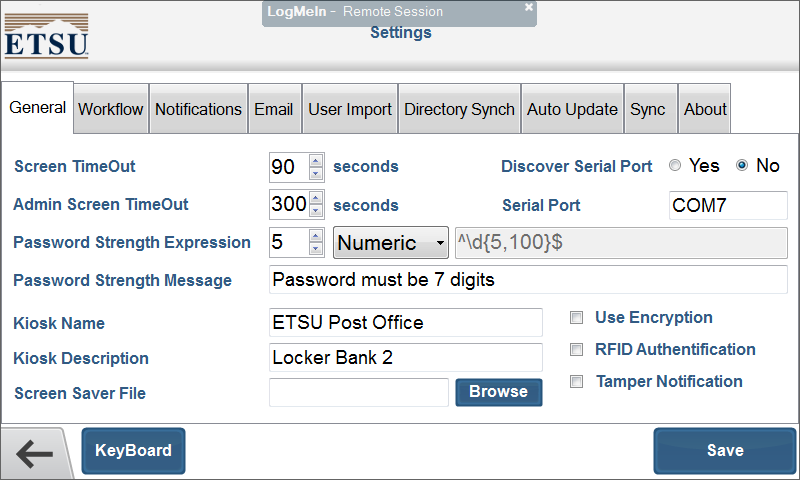 LogMeIn - Remote Session
ETSU
Settings
General Workflow Notifications Email User Import Directory Synch Auto Update Sync About
Screen TimeOut 90 seconds Discover Serial Port Yes No
Admin Screen TimeOut 300 seconds Serial Port COM7
Password Strength Expression 5 Numeric ^\d{5,100}$
Password Strength Message Password must be 7 digits
Kiosk Name ETSU Post Office Use Encryption
Kiosk Description Locker Bank 2 RFID Authentification
Screen Saver File Browse Tamper Notification
KeyBoard Save